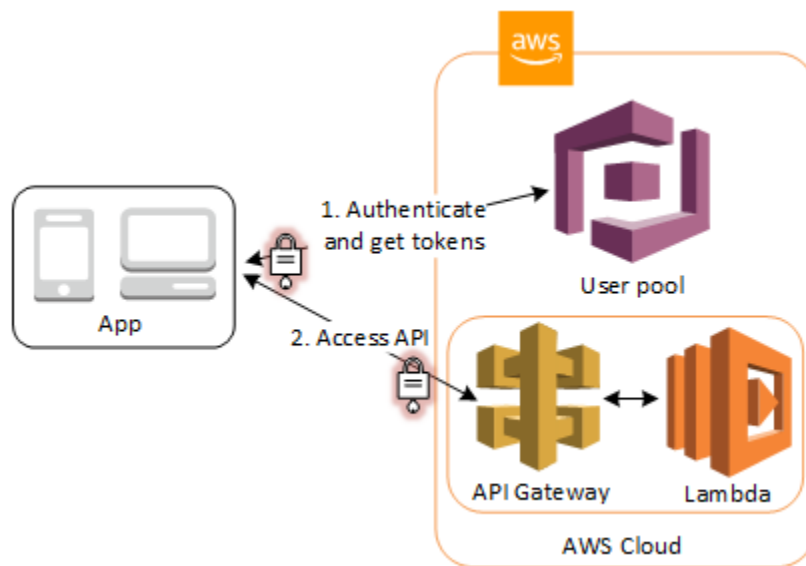 aws
1. Authenticate
and get tokens
User pool
App
2. Access API
API Gateway
Lambda
AWS Cloud